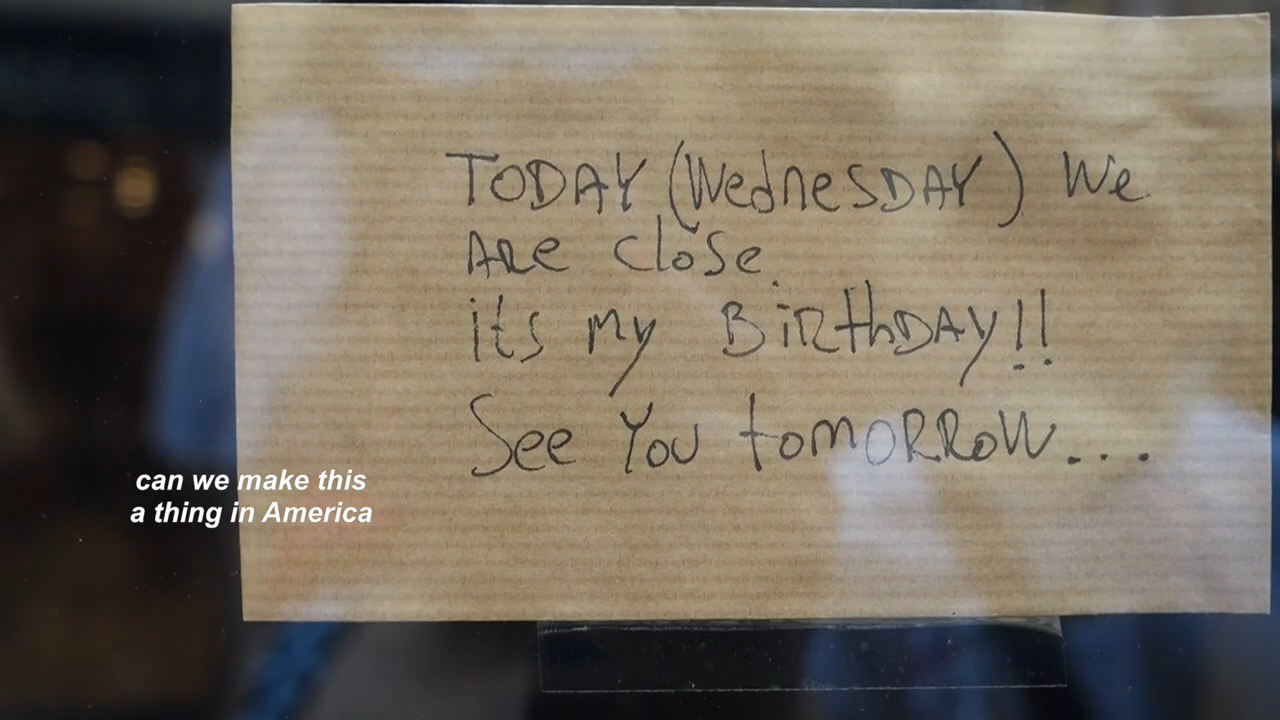 TODAY (WednesDAY) We
ARe close.
its my BiRthDAY!!
See You tomoRRoW...
can we make this
a thing in America